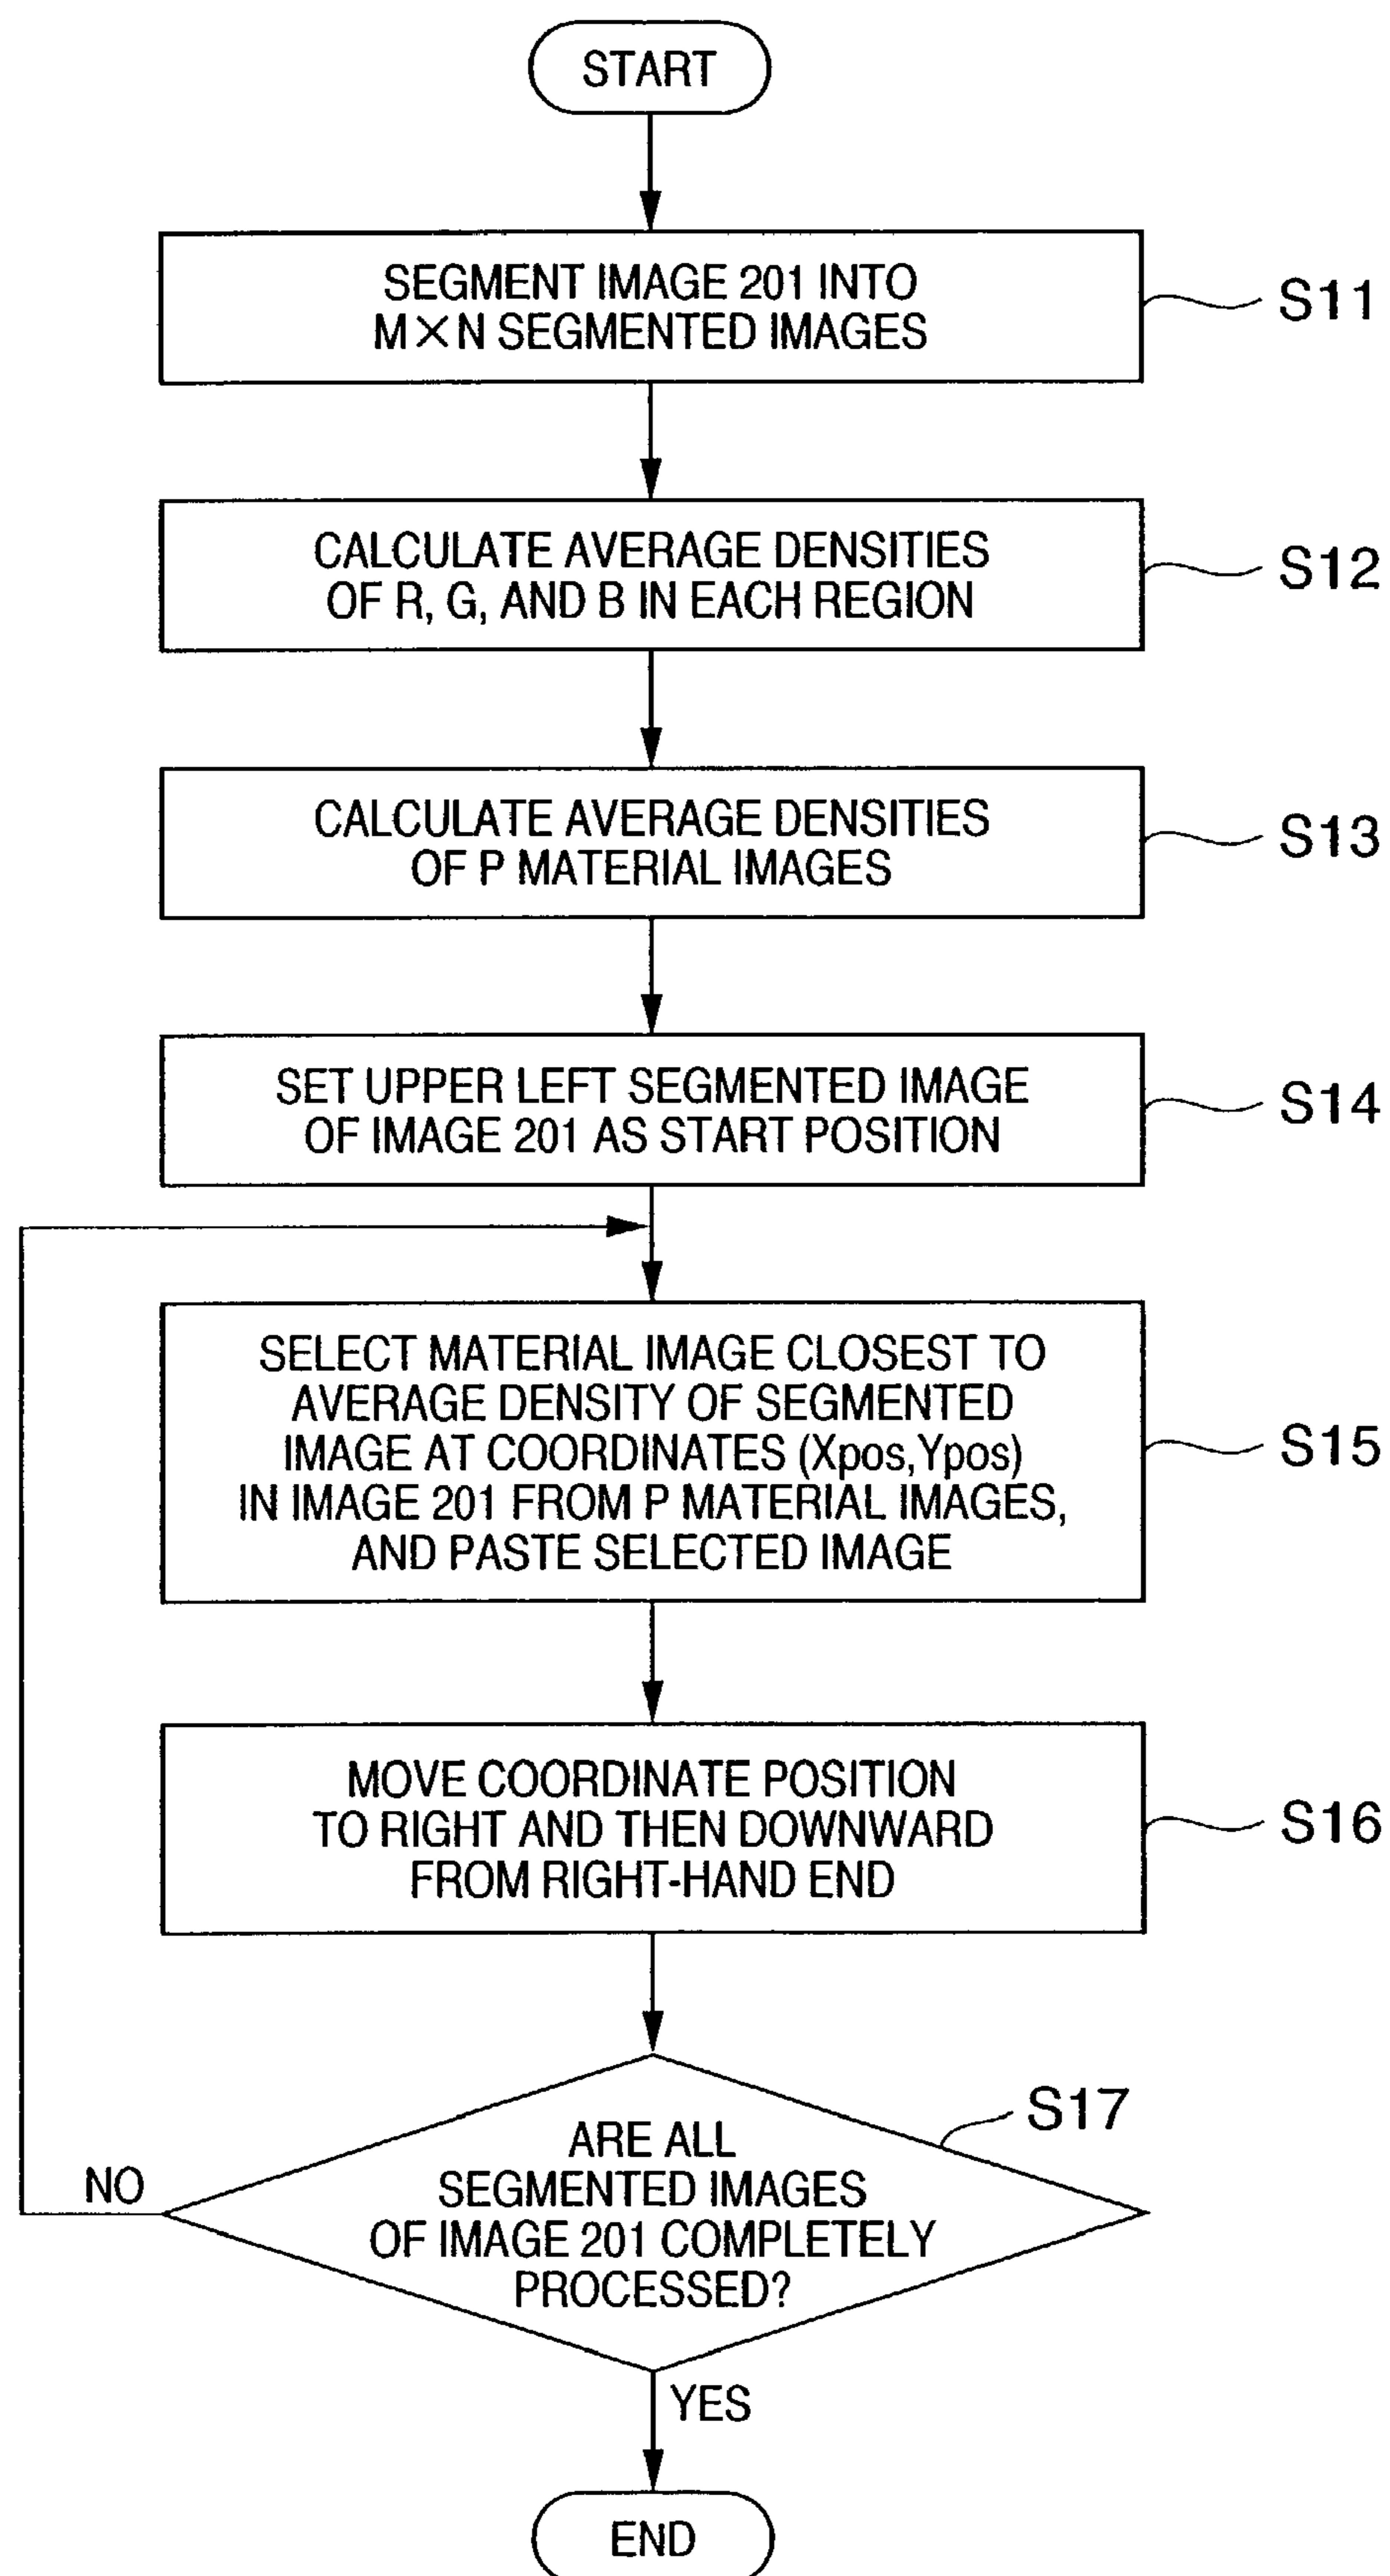 START
SEGMENT IMAGE 201 INTO
M×N SEGMENTED IMAGES
S11
CALCULATE AVERAGE DENSITIES
OF R, G, AND B IN EACH REGION
S12
CALCULATE AVERAGE DENSITIES
OF P MATERIAL IMAGES
S13
SET UPPER LEFT SEGMENTED IMAGE
OF IMAGE 201 AS START POSITION
S14
SELECT MATERIAL IMAGE CLOSEST TO
AVERAGE DENSITY OF SEGMENTED
IMAGE AT COORDINATES (Xpos,Ypos)
IN IMAGE 201 FROM P MATERIAL IMAGES,
AND PASTE SELECTED IMAGE
S15
MOVE COORDINATE POSITION
TO RIGHT AND THEN DOWNWARD
FROM RIGHT-HAND END
S16
S17
ARE ALL
SEGMENTED IMAGES
OF IMAGE 201 COMPLETELY
PROCESSED?
NO
YES
END